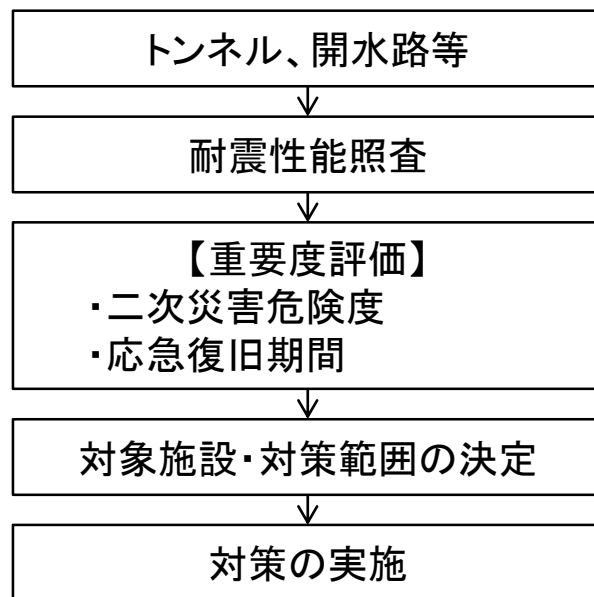 トンネル、開水路等
耐震性能照査
【重要度評価】
・二次災害危険度
・応急復旧期間
対象施設・対策範囲の決定
対策の実施